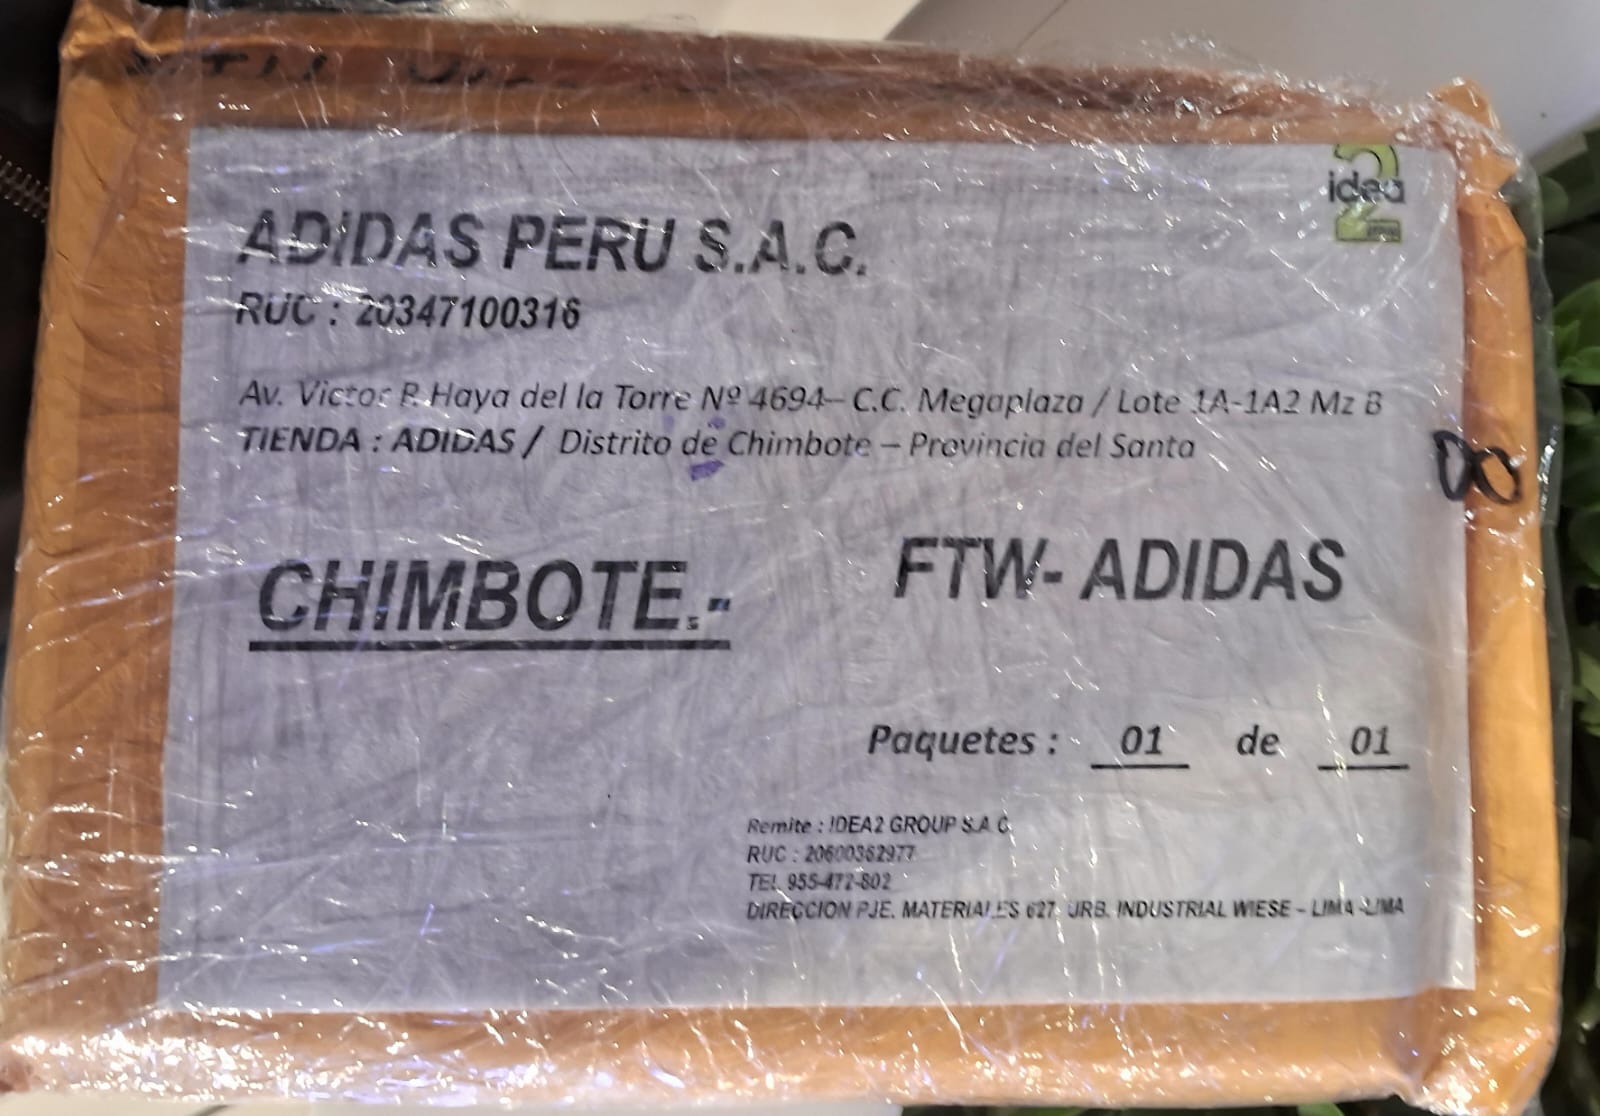 idea
2
ADIDAS PERU S.A.C.
RUC : 20347100316
Av. Victor R. Haya del la Torre Nº 4694– C.C. Megaplaza / Lote 1A-1A2 Mz B
TIENDA : ADIDAS / Distrito de Chimbote – Provincia del Santa
00
CHIMBOTE.-
FTW- ADIDAS
Paquetes : 01 de 01
Remite : IDEA2 GROUP S.A.C.
RUC : 20600362977
TEL. 955-472-802
DIRECCION PJE. MATERIALES 627 URB. INDUSTRIAL WIESE – LIMA -LIMA